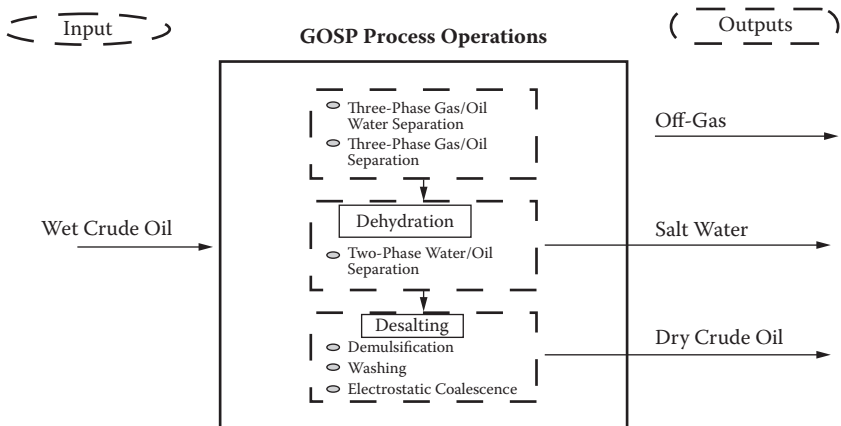 Input
GOSP Process Operations
Outputs
Three-Phase Gas/Oil
Water Separation
Three-Phase Gas/Oil
Separation
Off-Gas
Wet Crude Oil
Dehydration
Two-Phase Water/Oil
Separation
Salt Water
Desalting
Demulsification
Washing
Electrostatic Coalescence
Dry Crude Oil